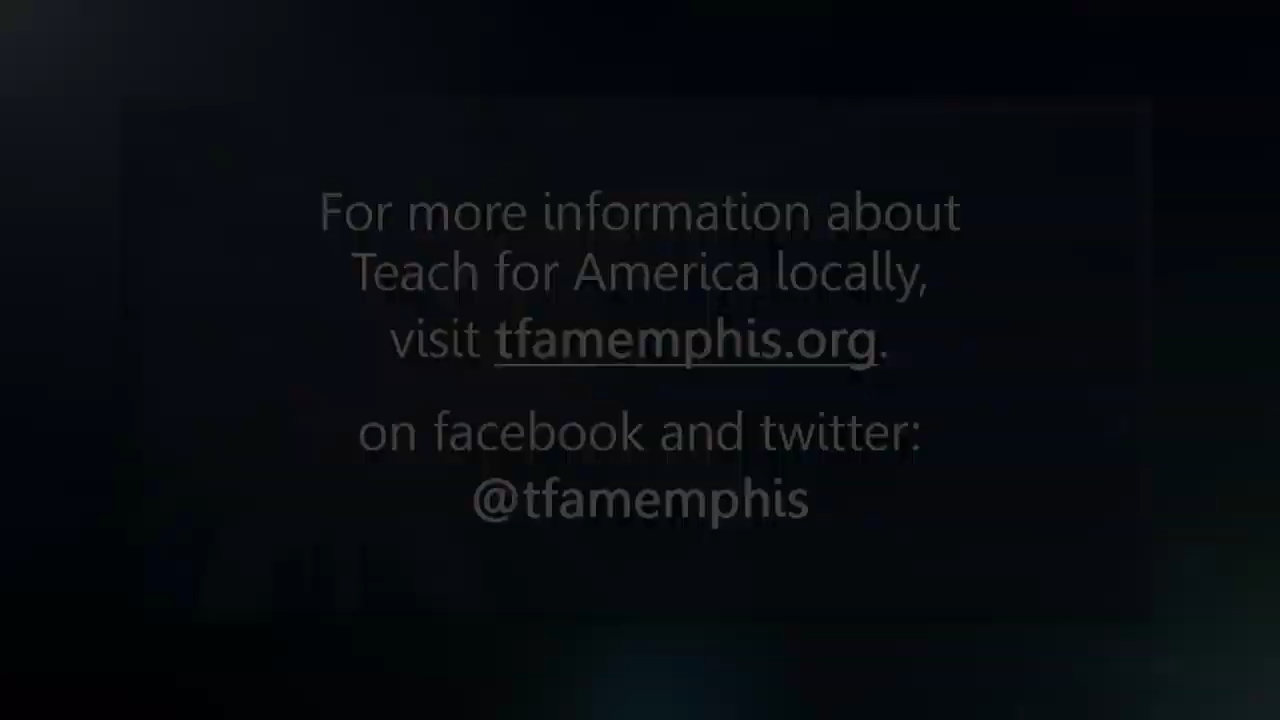 For more information about
Teach for America locally,
visit tfamemphis.org.
on facebook and twitter:
@tfamemphis